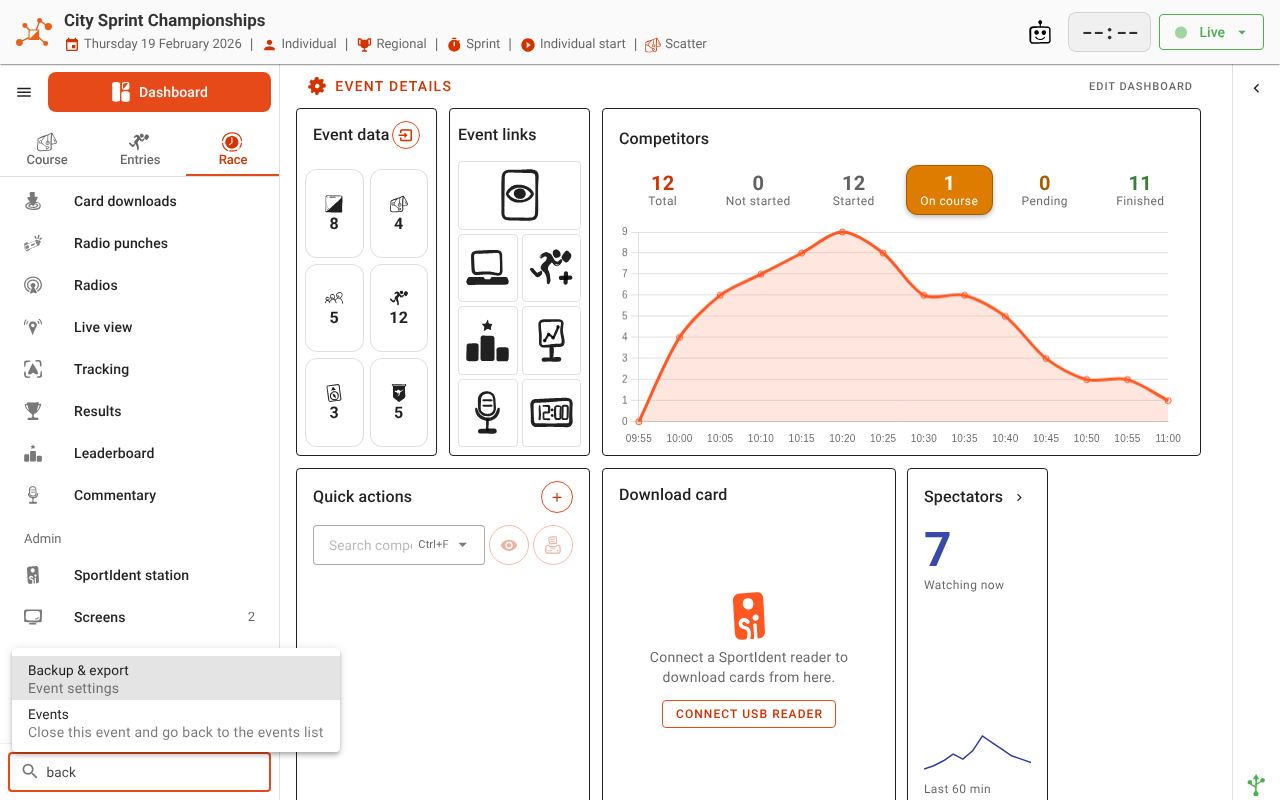 City Sprint Championships
Thursday 19 February 2026 | Individual | Regional | Sprint | Individual start | Scatter
--:--
Live
Dashboard
EVENT DETAILS
EDIT DASHBOARD
Course
Entries
Race
Card downloads
Radio punches
Radios
Live view
Tracking
Results
Leaderboard
Commentary
Admin
SportIdent station
Screens 2
Backup & export
Event settings
Events
Close this event and go back to the events list
back
Event data
8
4
5
12
3
5
Event links
12:00
Competitors
12
Total
0
Not started
12
Started
1
On course
0
Pending
11
Finished
9
8
7
6
5
4
3
2
1
0
09:55 10:00 10:05 10:10 10:15 10:20 10:25 10:30 10:35 10:40 10:45 10:50 10:55 11:00
Quick actions
Search comp Ctrl+F
Download card
Si
Connect a SportIdent reader to
download cards from here.
CONNECT USB READER
Spectators
7
Watching now
Last 60 min